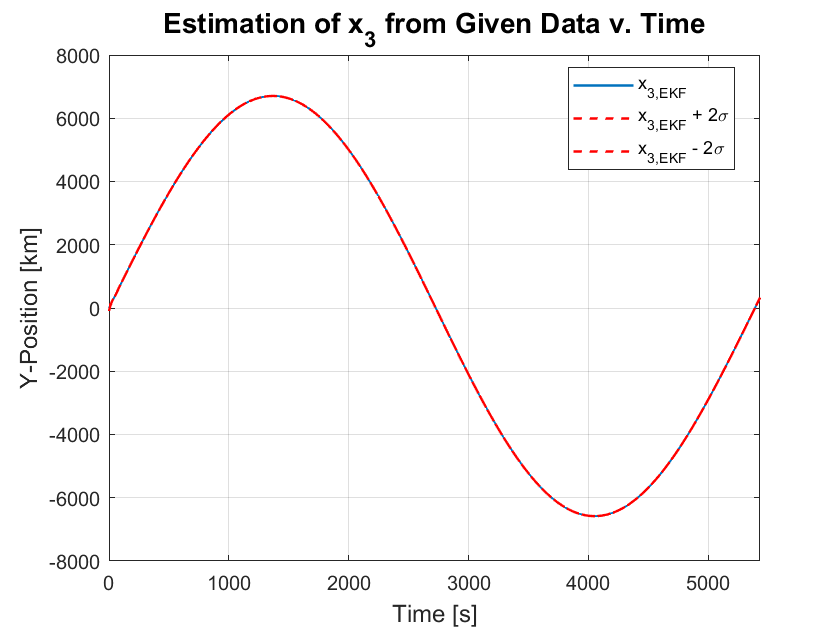 Estimation of x3 from Given Data v. Time
x3,EKF
x3,EKF + 2σ
x3,EKF - 2σ
8000
6000
4000
2000
0
-2000
-4000
-6000
-8000
Y-Position [km]
0 1000 2000 3000 4000 5000
Time [s]